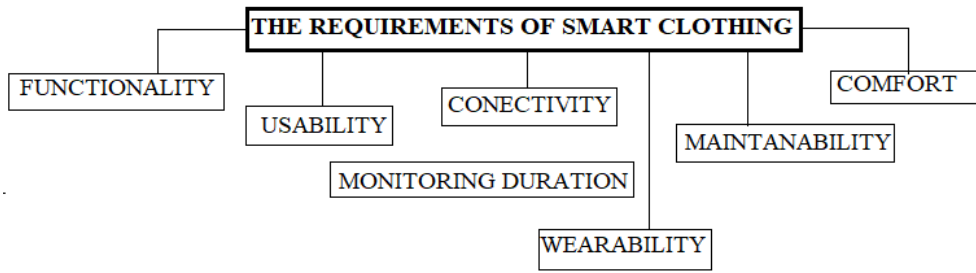 THE REQUIREMENTS OF SMART CLOTHING
FUNCTIONALITY
USABILITY
CONECTIVITY
COMFORT
MAINTANABILITY
MONITORING DURATION
WEARABILITY